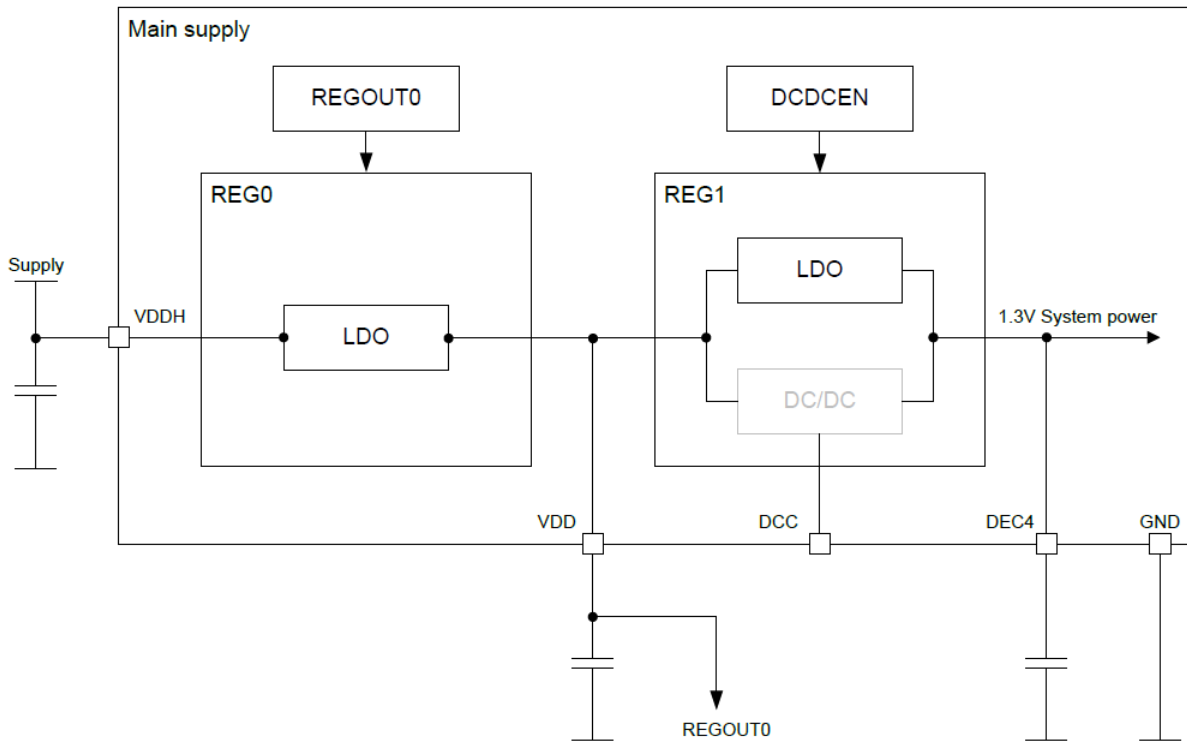 Main supply
REGOUT0
DCDCEN
REG0
REG1
LDO
Supply
VDDH
LDO
1.3V System power
DC/DC
VDD
DCC
DEC4
GND
REGOUT0